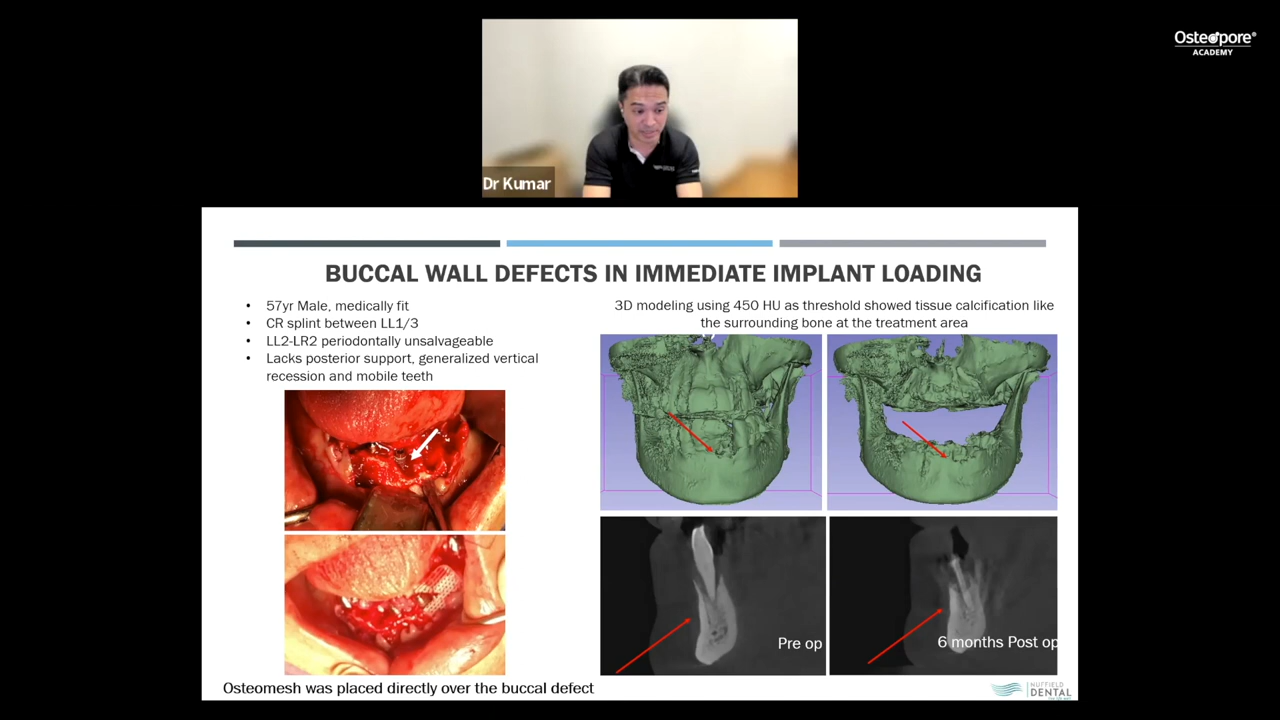 Osteopore®
ACADEMY
Dr Kumar
BUCCAL WALL DEFECTS IN IMMEDIATE IMPLANT LOADING
• 57yr Male, medically fit
• CR splint between LL1/3
• LL2-LR2 periodontally unsalvageable
• Lacks posterior support, generalized vertical
recession and mobile teeth
3D modeling using 450 HU as threshold showed tissue calcification like
the surrounding bone at the treatment area
Pre op
6 months Post op
Osteomesh was placed directly over the buccal defect
NUFFIELD
DENTAL